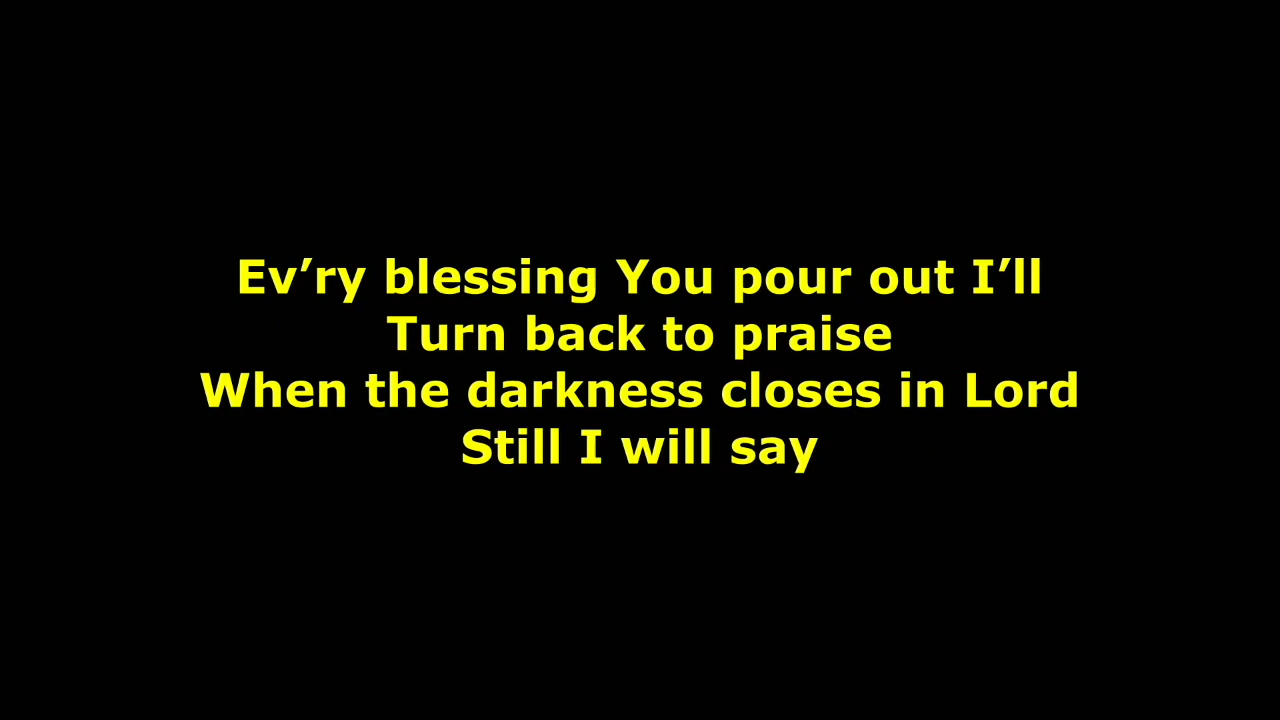 Ev’ry blessing You pour out I’ll
Turn back to praise
When the darkness closes in Lord
Still I will say